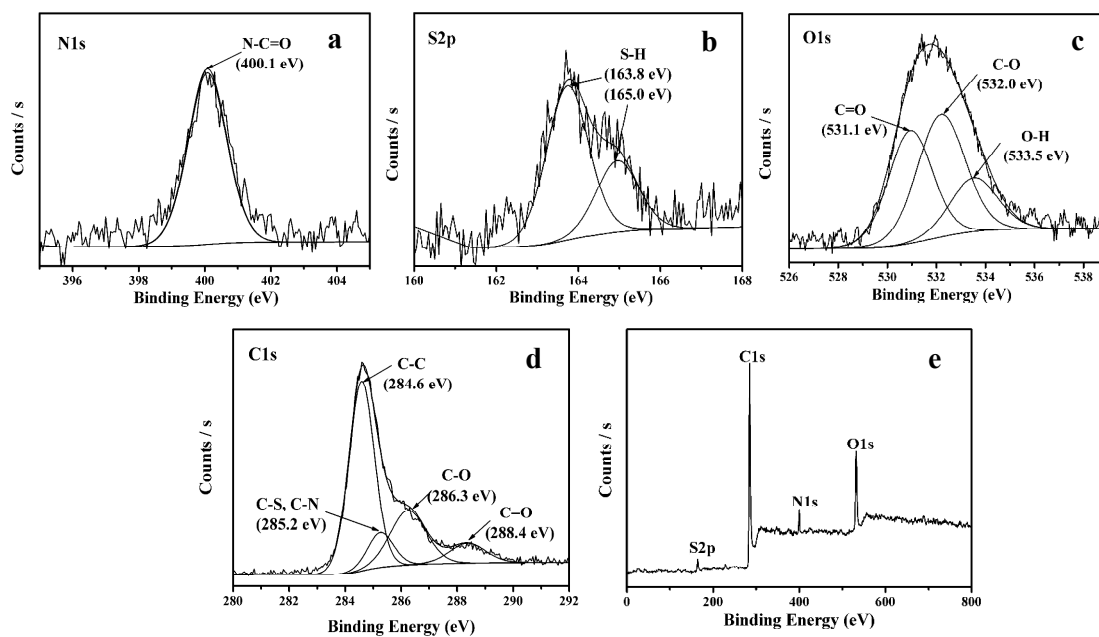 N1s
a
N-C=O
(400.1 eV)
Counts / s
396 398 400 402 404
Binding Energy (eV)
S2p
b
S-H
(163.8 eV)
(165.0 eV)
Counts / s
160 162 164 166 168
Binding Energy (eV)
O1s
c
C-O
(532.0 eV)
C=O
(531.1 eV)
O-H
(533.5 eV)
Counts / s
526 528 530 532 534 536 538
Binding Energy (eV)
C1s
d
C-C
(284.6 eV)
C-O
(286.3 eV)
C-S, C-N
(285.2 eV)
C=O
(288.4 eV)
Counts / s
280 282 284 286 288 290 292
Binding Energy (eV)
e
C1s
O1s
N1s
S2p
Counts / s
0 200 400 600 800
Binding Energy (eV)